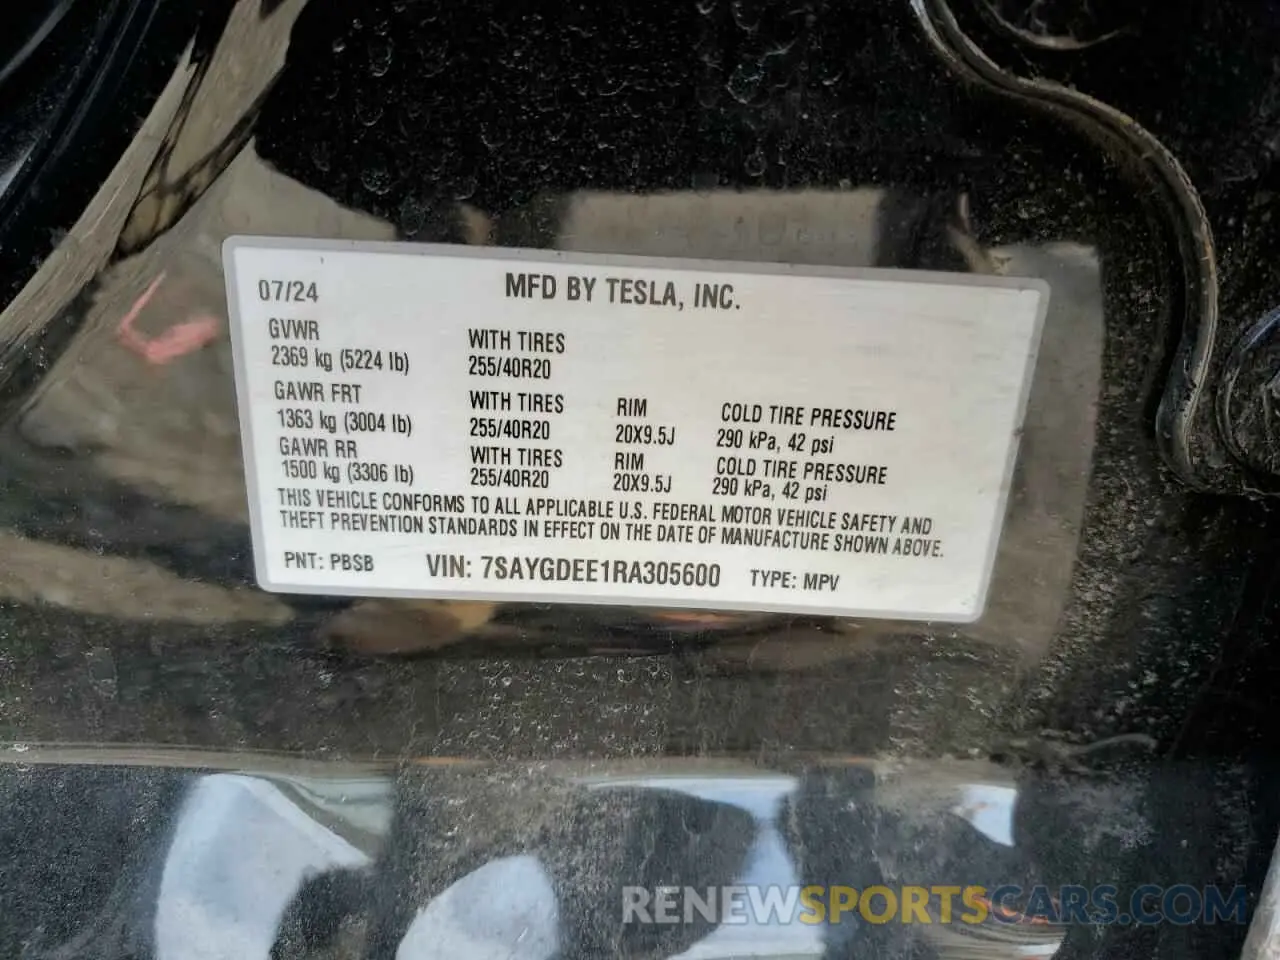 07/24 MFD BY TESLA, INC.
GVWR WITH TIRES
2369 kg (5224 lb) 255/40R20
GAWR FRT WITH TIRES RIM COLD TIRE PRESSURE
1363 kg (3004 lb) 255/40R20 20X9.5J 290 kPa, 42 psi
GAWR RR WITH TIRES RIM COLD TIRE PRESSURE
1500 kg (3306 lb) 255/40R20 20X9.5J 290 kPa, 42 psi
THIS VEHICLE CONFORMS TO ALL APPLICABLE U.S. FEDERAL MOTOR VEHICLE SAFETY AND
THEFT PREVENTION STANDARDS IN EFFECT ON THE DATE OF MANUFACTURE SHOWN ABOVE.
PNT: PBSB VIN: 7SAYGDEE1RA305600 TYPE: MPV
RENEWSPORTSCARS.COM